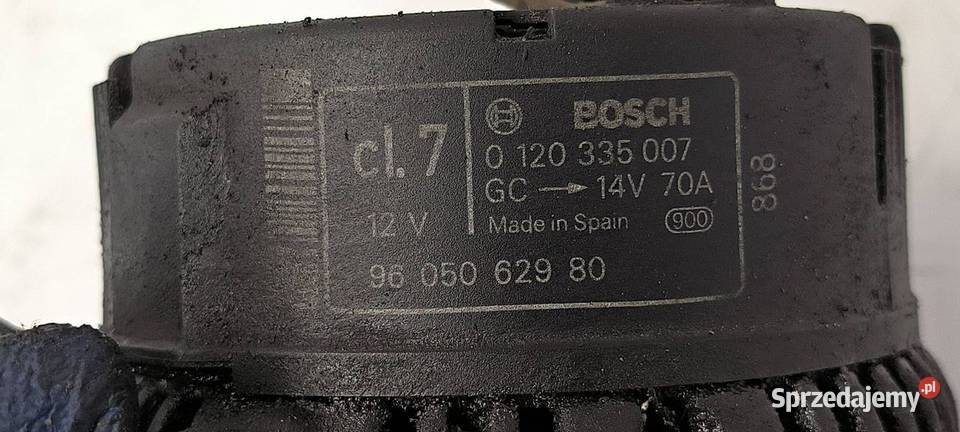 cl. 7
12 V
BOSCH
0 120 335 007
GC → 14V 70A
Made in Spain 900
96 050 629 80
868
Sprzedajemy.pl